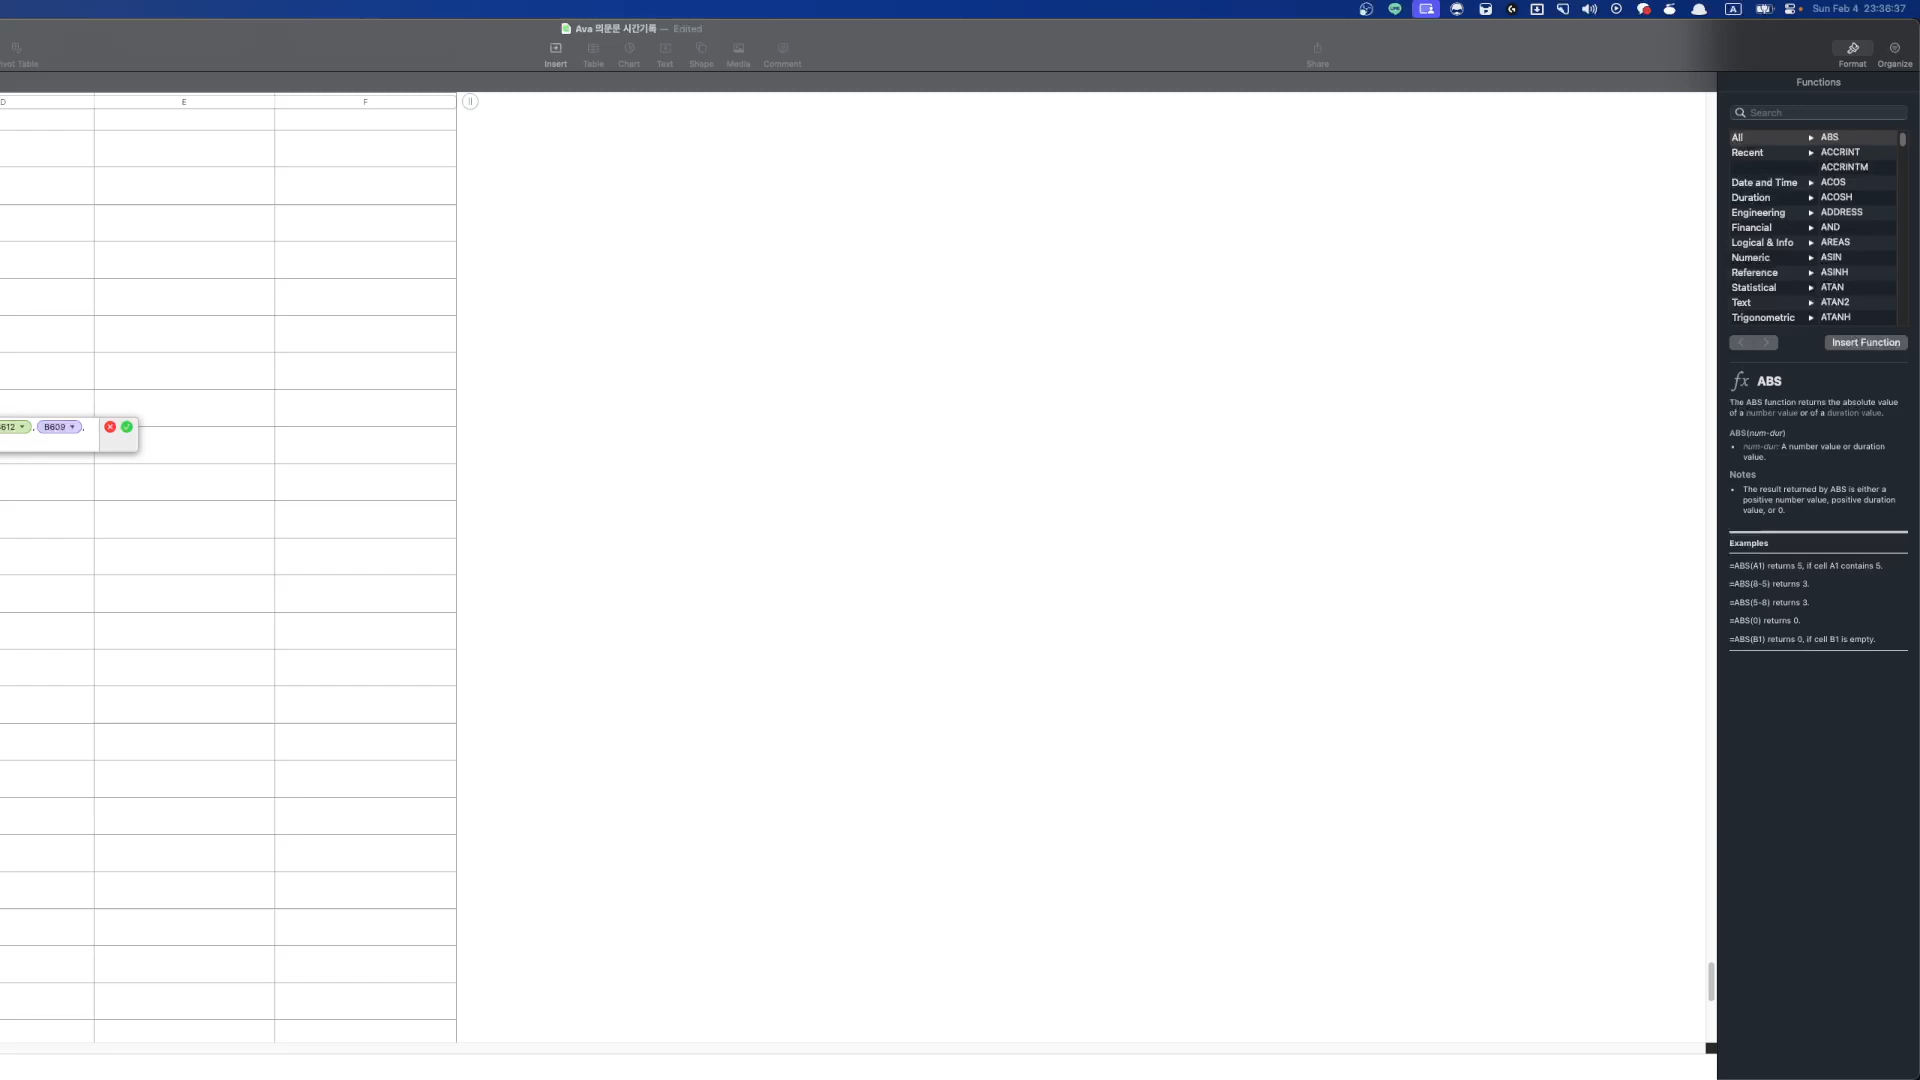 Sun Feb 4 23:36:37
Ava 의문문 시간기록 — Edited
Pivot Table
Insert
Table
Chart
Text
Shape
Media
Comment
Share
Format
Organize
Functions
Search
D
E
F
All ▸ ABS
Recent ▸ ACCRINT
ACCRINTM
Date and Time ▸ ACOS
Duration ▸ ACOSH
Engineering ▸ ADDRESS
Financial ▸ AND
Logical & Info ▸ AREAS
Numeric ▸ ASIN
Reference ▸ ASINH
Statistical ▸ ATAN
Text ▸ ATAN2
Trigonometric ▸ ATANH
Insert Function
fx ABS
The ABS function returns the absolute value
of a number value or of a duration value.
ABS(num-dur)
• num-dur: A number value or duration
value.
Notes
• The result returned by ABS is either a
positive number value, positive duration
value, or 0.
Examples
=ABS(A1) returns 5, if cell A1 contains 5.
=ABS(8-5) returns 3.
=ABS(5-8) returns 3.
=ABS(0) returns 0.
=ABS(B1) returns 0, if cell B1 is empty.
612 , B609 ,